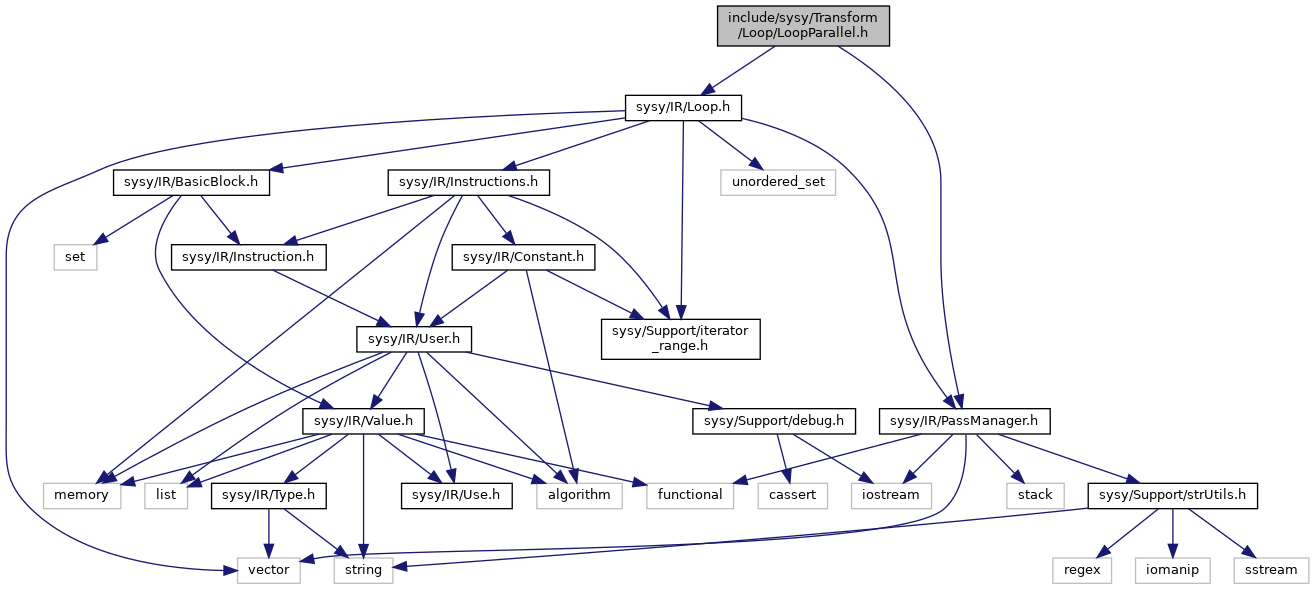 include/sysy/Transform
/Loop/LoopParallel.h
sysy/IR/Loop.h
sysy/IR/BasicBlock.h
sysy/IR/Instructions.h
unordered_set
set
sysy/IR/Instruction.h
sysy/IR/Constant.h
sysy/Support/iterator
_range.h
sysy/IR/User.h
sysy/IR/Value.h
sysy/Support/debug.h
sysy/IR/PassManager.h
memory
list
sysy/IR/Type.h
sysy/IR/Use.h
algorithm
functional
cassert
iostream
stack
sysy/Support/strUtils.h
vector
string
regex
iomanip
sstream